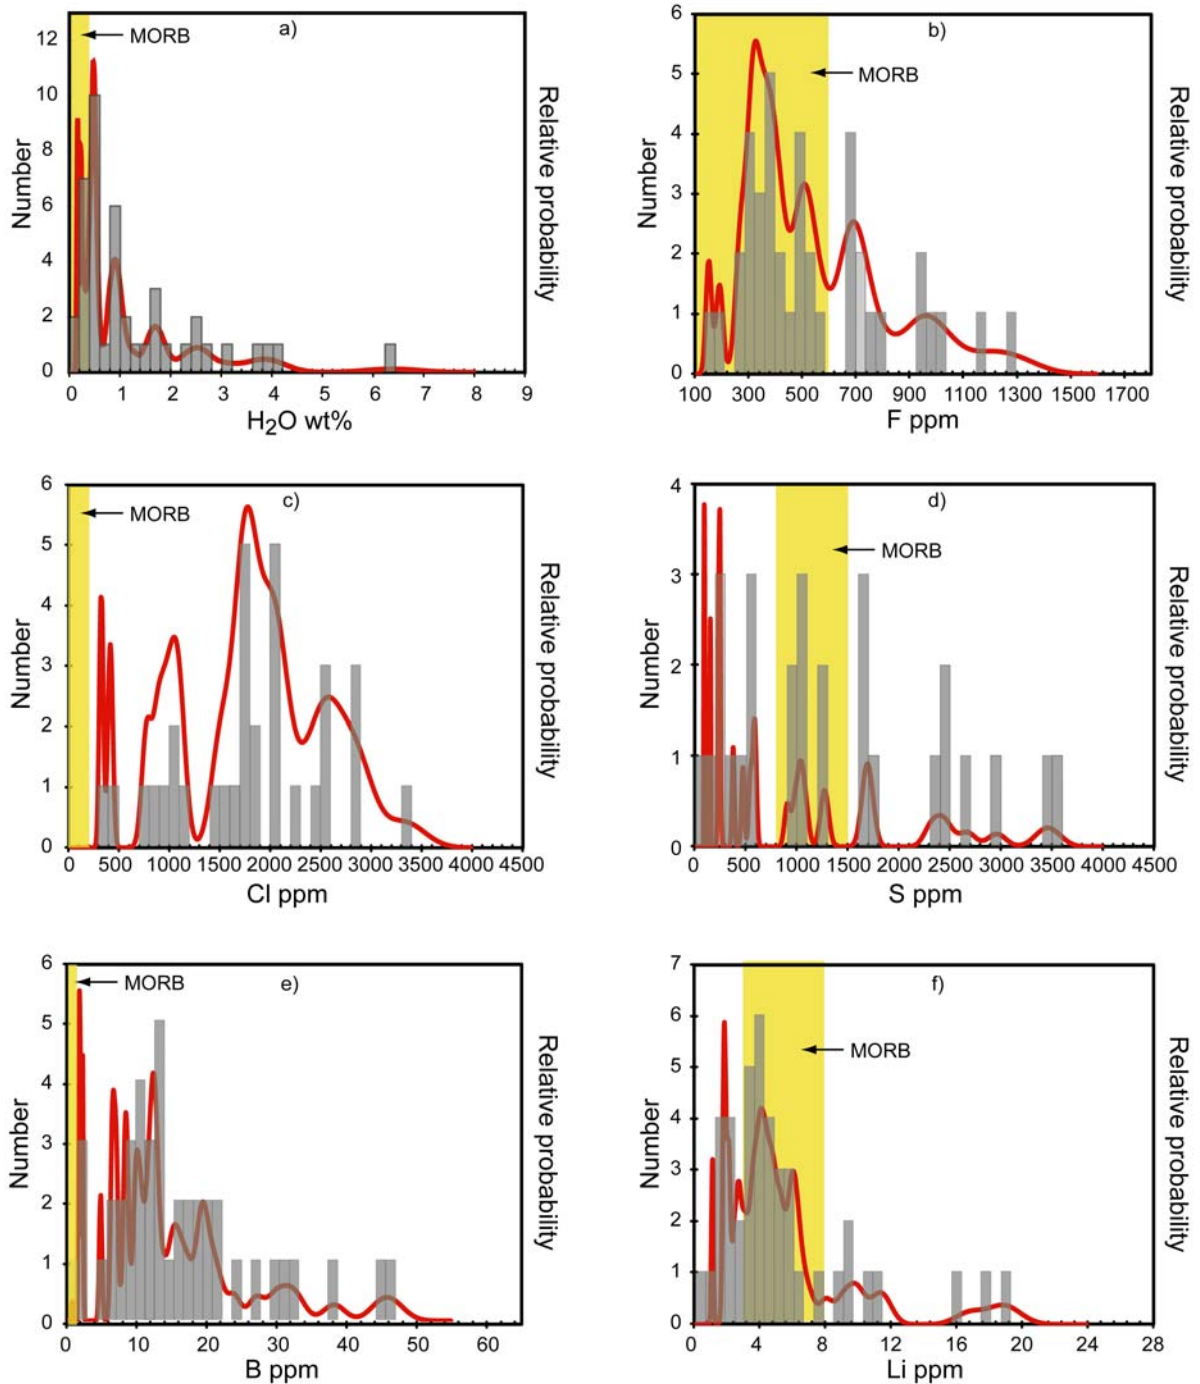 a)
MORB
Number
12
10
8
6
4
2
0
0 1 2 3 4 5 6 7 8 9
H2O wt%
Relative probability
b)
MORB
Number
6
5
4
3
2
1
0
100 300 500 700 900 1100 1300 1500 1700
F ppm
Relative probability
c)
MORB
Number
6
5
4
3
2
1
0
0 500 1000 1500 2000 2500 3000 3500 4000 4500
Cl ppm
Relative probability
d)
MORB
Number
4
3
2
1
0
0 500 1000 1500 2000 2500 3000 3500 4000 4500
S ppm
Relative probability
e)
MORB
Number
6
5
4
3
2
1
0
0 10 20 30 40 50 60
B ppm
Relative probability
f)
MORB
Number
7
6
5
4
3
2
1
0
0 4 8 12 16 20 24 28
Li ppm
Relative probability